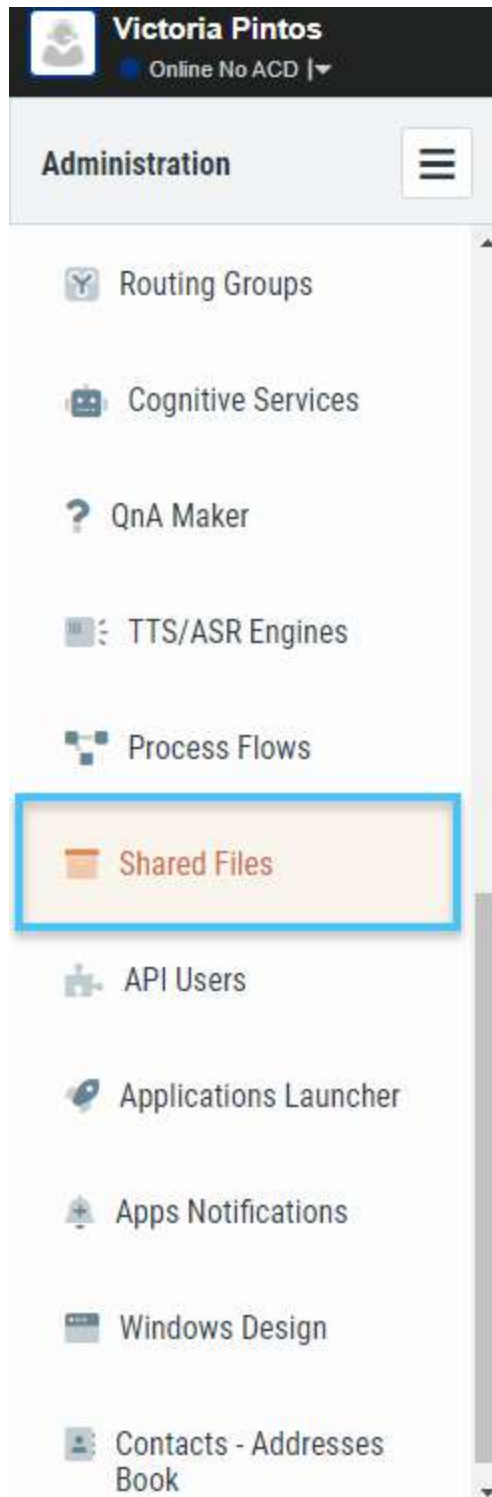 Victoria Pintos
Online No ACD
Administration
Routing Groups
Cognitive Services
QnA Maker
TTS/ASR Engines
Process Flows
Shared Files
API Users
Applications Launcher
Apps Notifications
Windows Design
Contacts - Addresses
Book